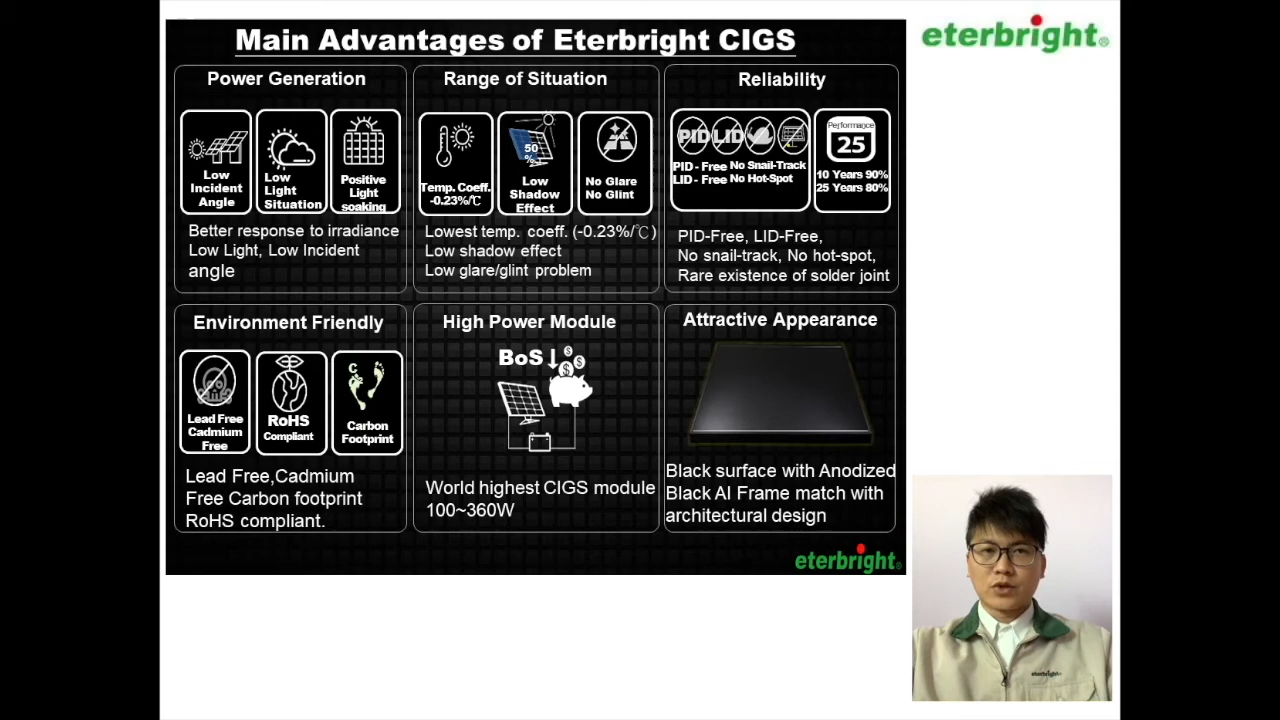 Main Advantages of Eterbright CIGS
eterbright®
Power Generation
Low
Incident
Angle
Low
Light
Situation
Positive
Light
soaking
Better response to irradiance
Low Light, Low Incident
angle
Range of Situation
Temp. Coeff.
-0.23%/℃
50
%
Low
Shadow
Effect
No Glare
No Glint
Lowest temp. coeff. (-0.23%/℃)
Low shadow effect
Low glare/glint problem
Reliability
PID LID
PID - Free No Snail-Track
LID - Free No Hot-Spot
Performance
25
10 Years 90%
25 Years 80%
PID-Free, LID-Free,
No snail-track, No hot-spot,
Rare existence of solder joint
Environment Friendly
Lead Free
Cadmium
Free
RoHS
Compliant
C
Carbon
Footprint
Lead Free,Cadmium
Free Carbon footprint
RoHS compliant.
High Power Module
BoS
$ $ $
World highest CIGS module
100~360W
Attractive Appearance
Black surface with Anodized
Black Al Frame match with
architectural design
eterbright®
eterbright